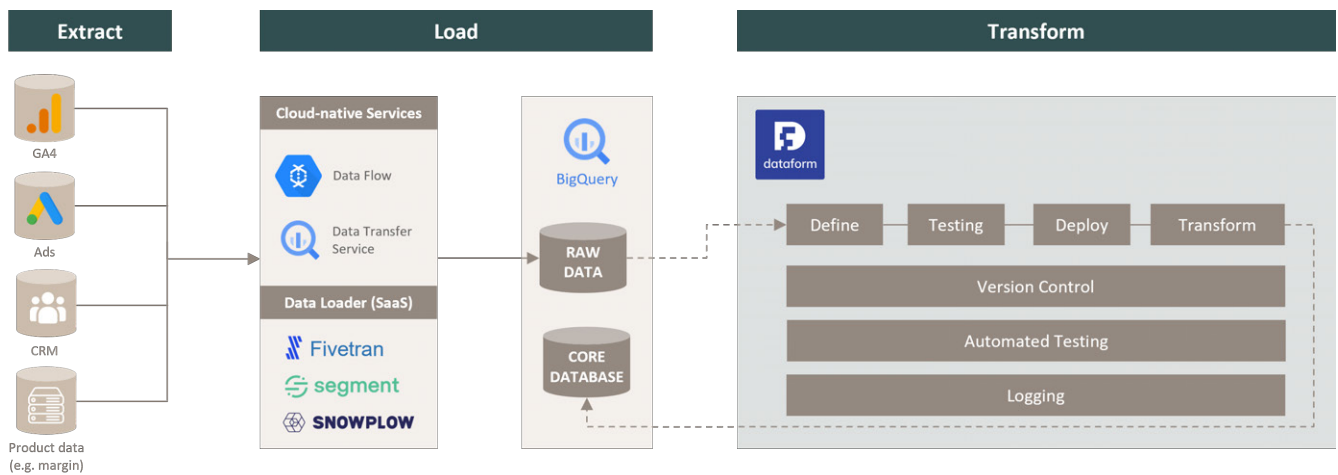 Extract
Load
Transform
GA4
Ads
CRM
Product data
(e.g. margin)
Cloud-native Services
Data Flow
Data Transfer
Service
Data Loader (SaaS)
Fivetran
segment
SNOWPLOW
BigQuery
RAW
DATA
CORE
DATABASE
dataform
Define
Testing
Deploy
Transform
Version Control
Automated Testing
Logging